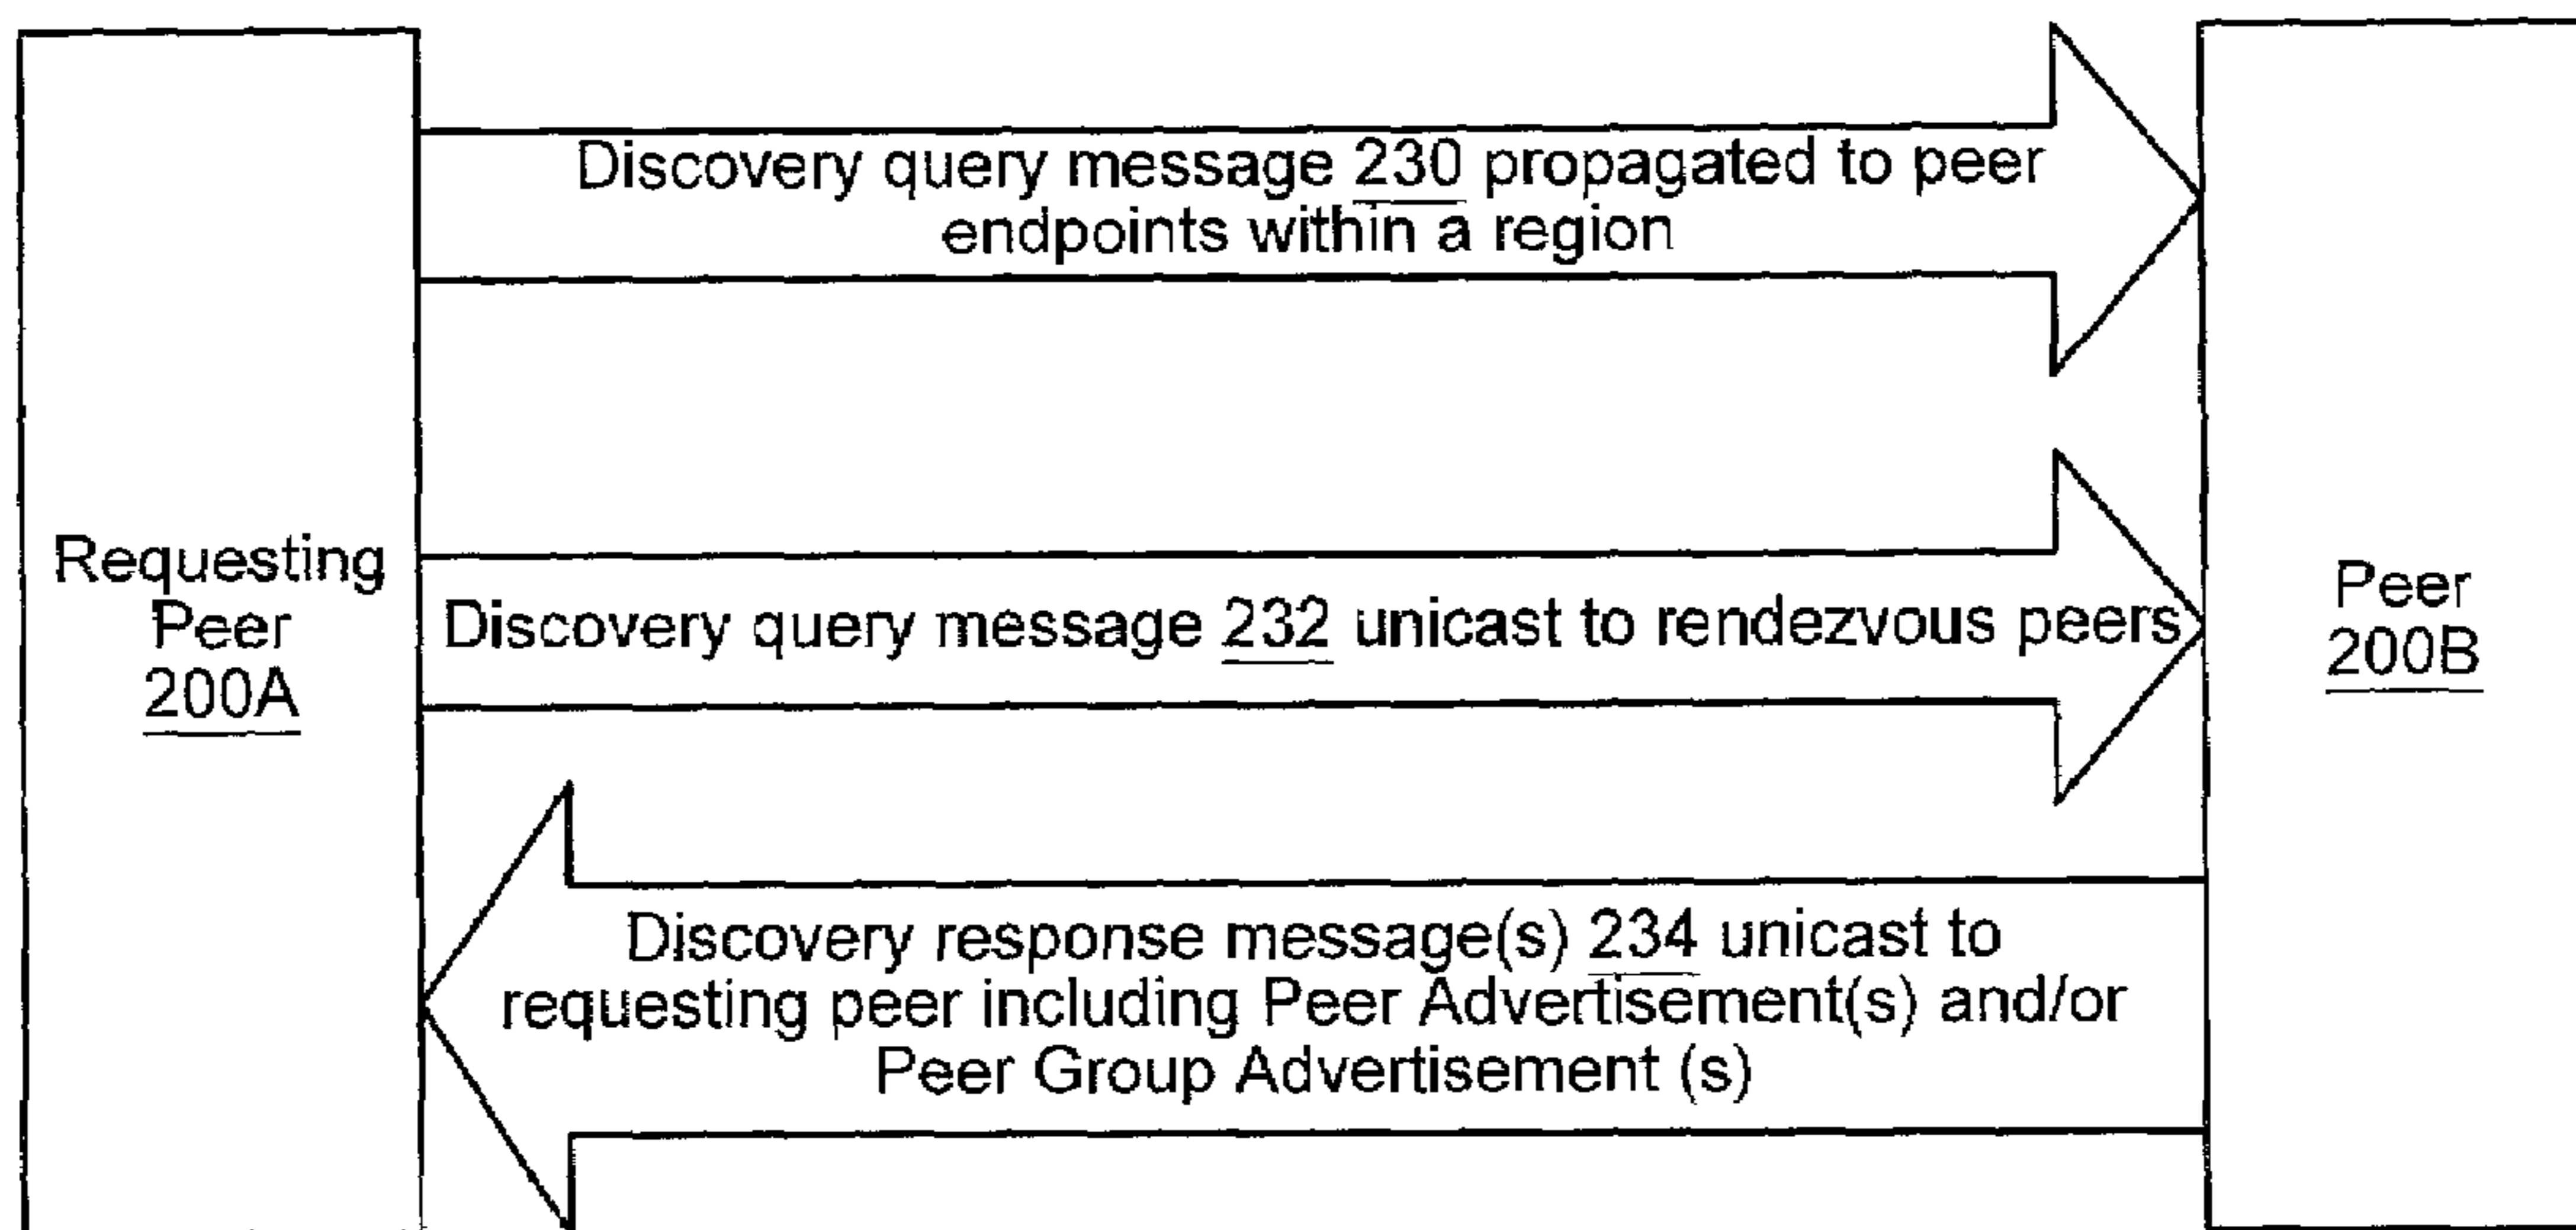 Discovery query message 230 propagated to peer
endpoints within a region
Requesting
Peer
200A
Discovery query message 232 unicast to rendezvous peers
Peer
200B
Discovery response message(s) 234 unicast to
requesting peer including Peer Advertisement(s) and/or
Peer Group Advertisement (s)